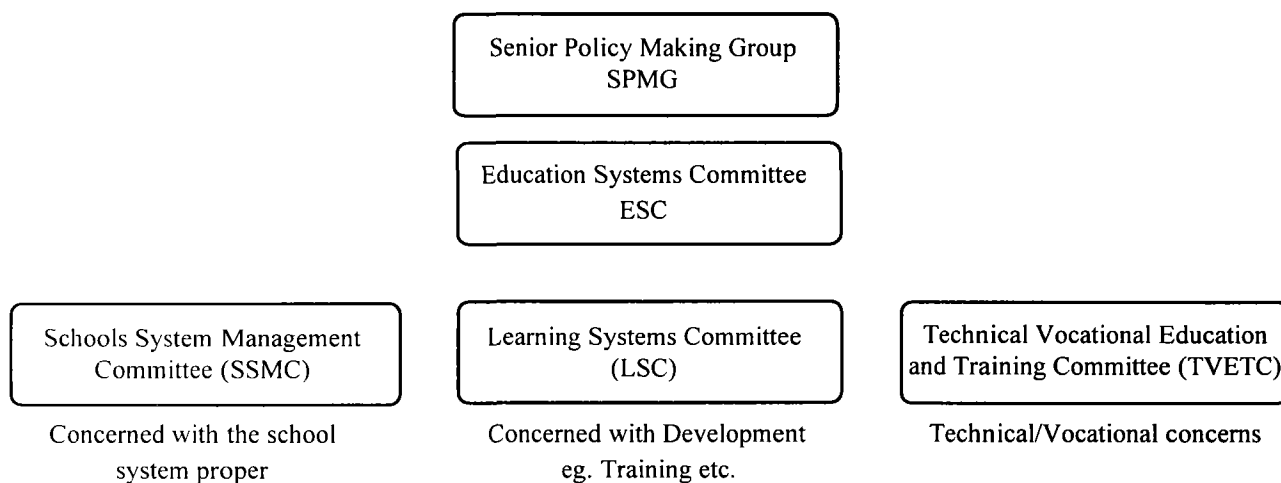 Senior Policy Making Group
SPMG
Education Systems Committee
ESC
Schools System Management
Committee (SSMC)
Concerned with the school
system proper
Learning Systems Committee
(LSC)
Concerned with Development
eg. Training etc.
Technical Vocational Education
and Training Committee (TVETC)
Technical/Vocational concerns